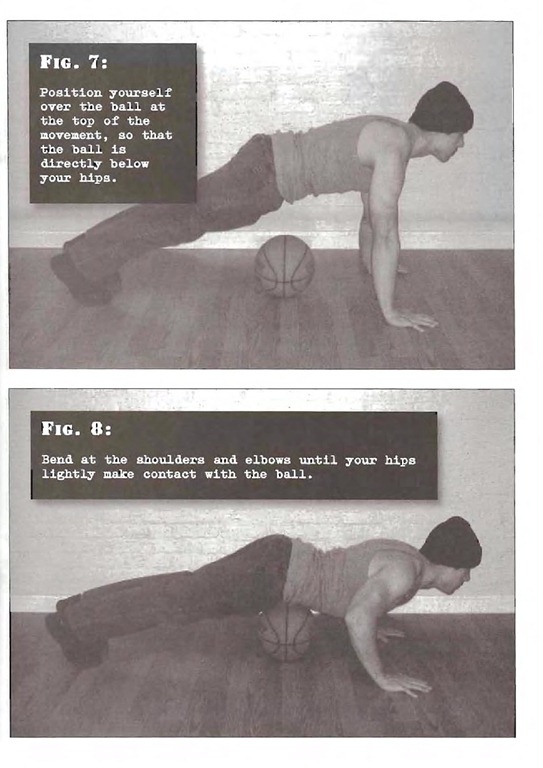 FIG. 7:
Position yourself
over the ball at
the top of the
movement, so that
the ball is
directly below
your hips.
FIG. 8:
Bend at the shoulders and elbows until your hips
lightly make contact with the ball.